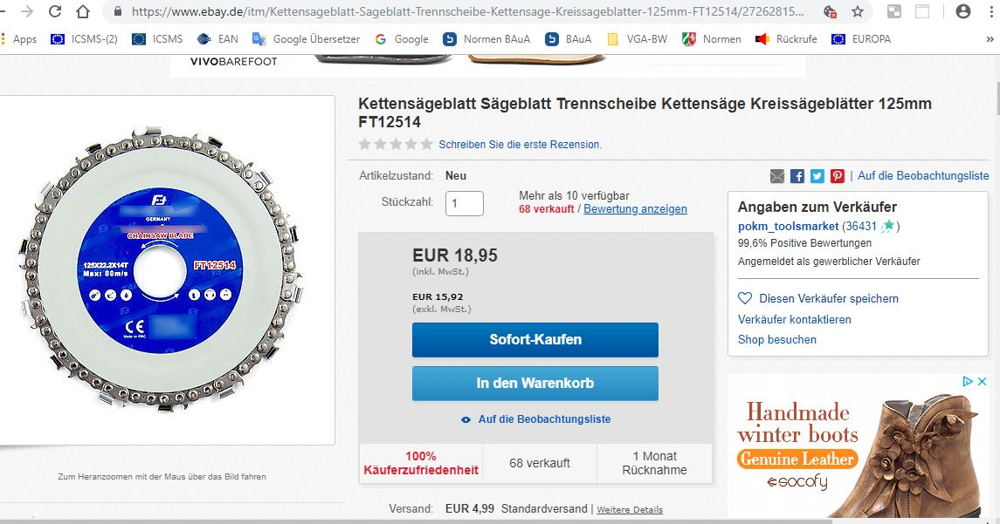 https://www.ebay.de/itm/Kettensageblatt-Sageblatt-Trennscheibe-Kettensage-Kreissageblatter-125mm-FT12514/27262815...
Apps ICSMS-(2) ICSMS EAN Google Übersetzer Google Normen BAuA BAuA VGA-BW Normen Rückrufe EUROPA »
VIVOBAREFOOT
Kettensägeblatt Sägeblatt Trennscheibe Kettensäge Kreissägeblätter 125mm
FT12514
Schreiben Sie die erste Rezension.
Artikelzustand: Neu
Stückzahl: 1
Mehr als 10 verfügbar
68 verkauft / Bewertung anzeigen
EUR 18,95
(inkl. MwSt.)
EUR 15,92
(exkl. MwSt.)
Sofort-Kaufen
In den Warenkorb
Auf die Beobachtungsliste
100%
Käuferzufriedenheit
68 verkauft
1 Monat
Rücknahme
Versand: EUR 4,99 Standardversand | Weitere Details
| Auf die Beobachtungsliste
Angaben zum Verkäufer
pokm_toolsmarket (36431 )
99,6% Positive Bewertungen
Angemeldet als gewerblicher Verkäufer
Diesen Verkäufer speichern
Verkäufer kontaktieren
Shop besuchen
Handmade
winter boots
Genuine Leather
socofy
GERMANY
CHAINSAW BLADE
125X22.2X14T
Max: 80m/s
FT12514
CE
Made in PRC
Zum Heranzoomen mit der Maus über das Bild fahren